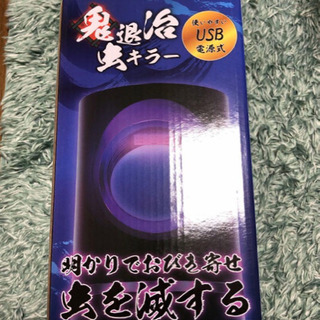 鬼退治
虫キラー
使いやすい
USB
電源式
明かりでおびき寄せ
虫を滅する